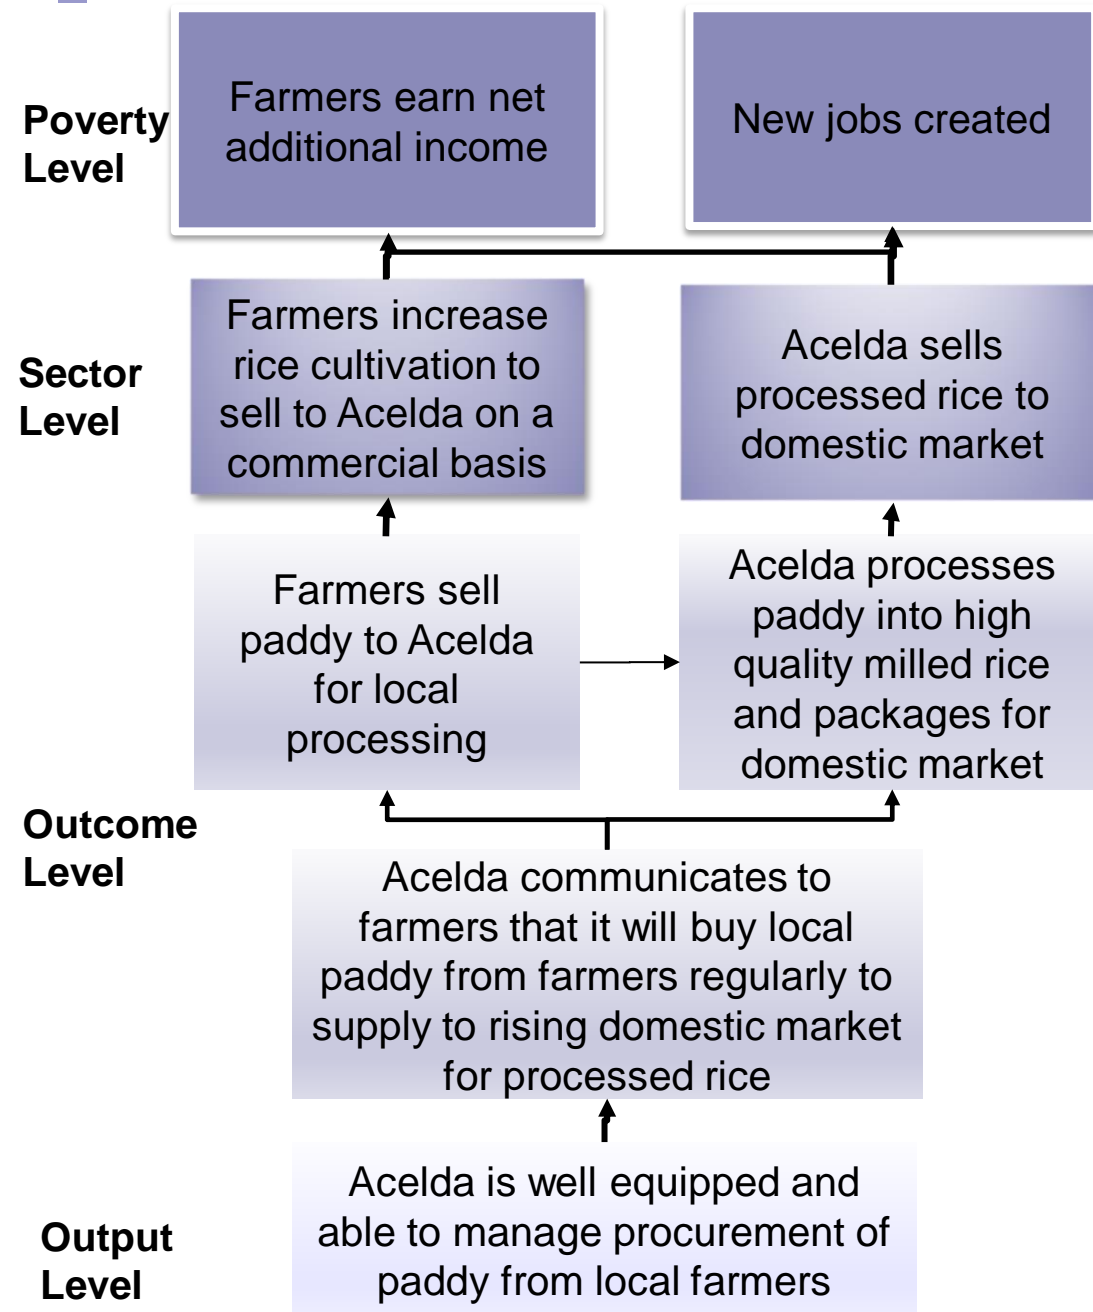 Poverty
Level
Farmers earn net
additional income
New jobs created
Sector
Level
Farmers increase
rice cultivation to
sell to Acelda on a
commercial basis
Acelda sells
processed rice to
domestic market
Farmers sell
paddy to Acelda
for local
processing
Acelda processes
paddy into high
quality milled rice
and packages for
domestic market
Outcome
Level
Acelda communicates to
farmers that it will buy local
paddy from farmers regularly to
supply to rising domestic market
for processed rice
Output
Level
Acelda is well equipped and
able to manage procurement of
paddy from local farmers